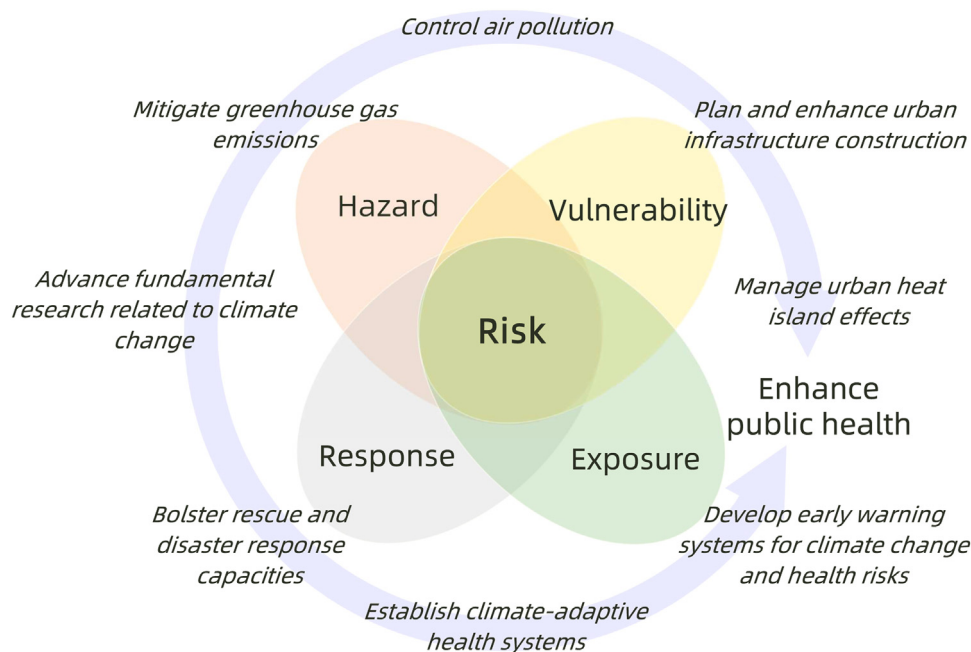 Control air pollution
Mitigate greenhouse gas
emissions
Plan and enhance urban
infrastructure construction
Hazard
Vulnerability
Advance fundamental
research related to climate
change
Manage urban heat
island effects
Risk
Enhance
public health
Response
Exposure
Bolster rescue and
disaster response
capacities
Develop early warning
systems for climate change
and health risks
Establish climate-adaptive
health systems